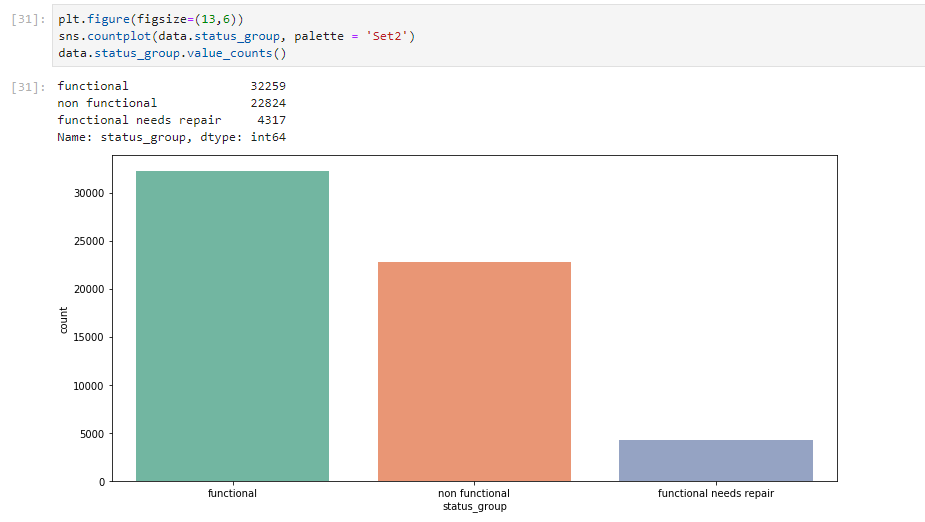 [31]: plt.figure(figsize=(13,6))
sns.countplot(data.status_group, palette = 'Set2')
data.status_group.value_counts()
[31]: functional 32259
non functional 22824
functional needs repair 4317
Name: status_group, dtype: int64
30000
25000
20000
15000
10000
5000
0
count
functional non functional functional needs repair
status_group